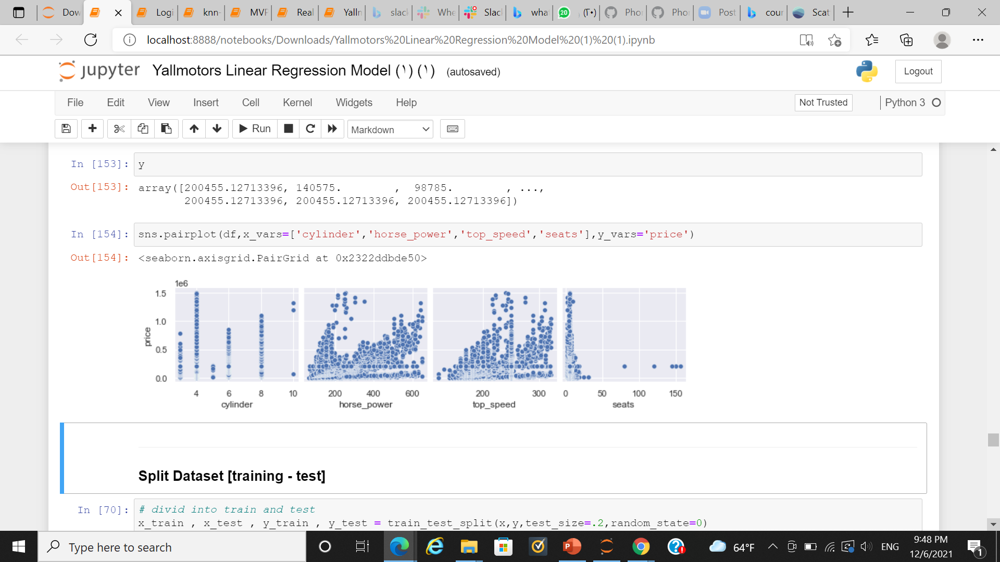 Dow
Logi
knn-
MVP
Real
Yalln
slack
Whe
Slac
wha
20
(٢•)
Phor
Phor
Post
cour
Scat
localhost:8888/notebooks/Downloads/Yallmotors%20Linear%20Regression%20Model%20(1)%20(1).ipynb
jupyter Yallmotors Linear Regression Model (١) (١) (autosaved)
Logout
File Edit View Insert Cell Kernel Widgets Help
Not Trusted Python 3
Run Markdown
In [153]: y
Out[153]: array([200455.12713396, 140575. , 98785. , ...,
200455.12713396, 200455.12713396, 200455.12713396])
In [154]: sns.pairplot(df,x_vars=['cylinder','horse_power','top_speed','seats'],y_vars='price')
Out[154]: <seaborn.axisgrid.PairGrid at 0x2322ddbde50>
1e6
1.5
1.0
0.5
0.0
price
4 6 8 10 200 400 600 200 300 0 50 100 150
cylinder horse_power top_speed seats
Split Dataset [training - test]
In [70]: # divid into train and test
x_train , x_test , y_train , y_test = train_test_split(x,y,test_size=.2,random_state=0)
Type here to search
64°F
ENG
9:48 PM
12/6/2021
1